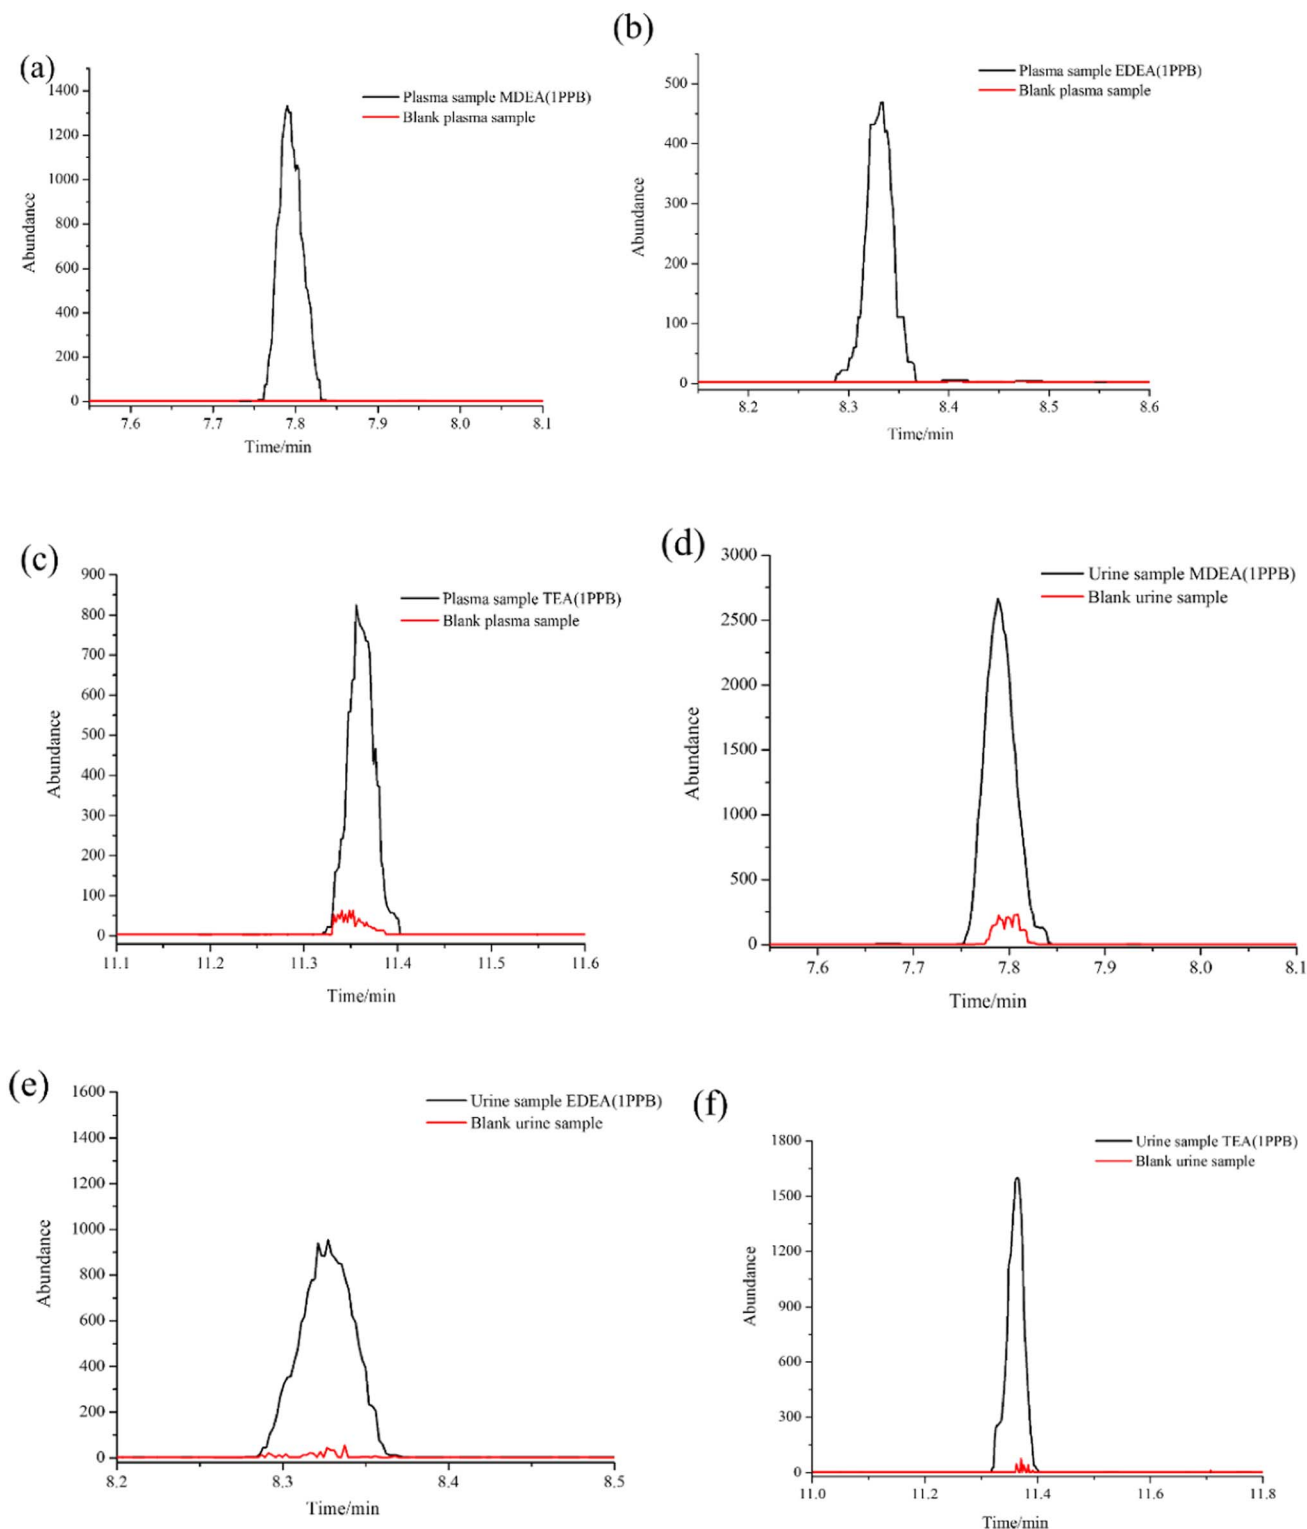 (a)
1400
1200
1000
800
600
400
200
0
Abundance
Plasma sample MDEA(1PPB)
Blank plasma sample
7.6 7.7 7.8 7.9 8.0 8.1
Time/min
(b)
500
400
300
200
100
0
Abundance
Plasma sample EDEA(1PPB)
Blank plasma sample
8.2 8.3 8.4 8.5 8.6
Time/min
(c)
900
800
700
600
500
400
300
200
100
0
Abundance
Plasma sample TEA(1PPB)
Blank plasma sample
11.1 11.2 11.3 11.4 11.5 11.6
Time/min
(d)
3000
2500
2000
1500
1000
500
0
Abundance
Urine sample MDEA(1PPB)
Blank urine sample
7.6 7.7 7.8 7.9 8.0 8.1
Time/min
(e)
1600
1400
1200
1000
800
600
400
200
0
Abundance
Urine sample EDEA(1PPB)
Blank urine sample
8.2 8.3 8.4 8.5
Time/min
(f)
1800
1500
1200
900
600
300
0
Abundance
Urine sample TEA(1PPB)
Blank urine sample
11.0 11.2 11.4 11.6 11.8
Time/min